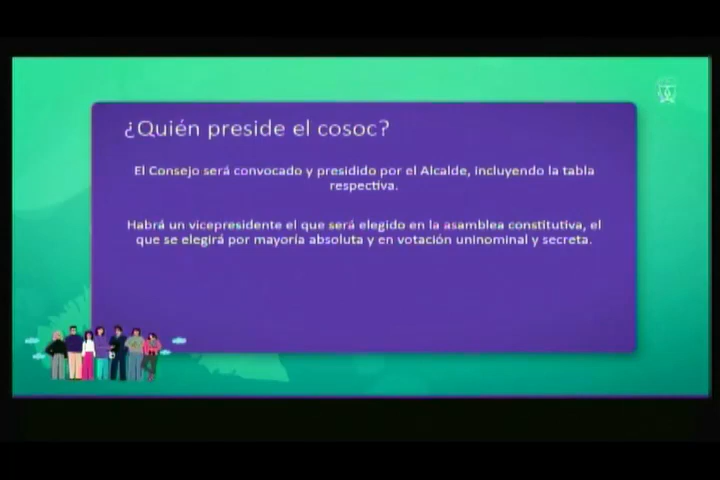 ¿Quién preside el cosoc?
El Consejo será convocado y presidido por el Alcalde, incluyendo la tabla
respectiva.
Habrá un vicepresidente el que será elegido en la asamblea constitutiva, el
que se elegirá por mayoría absoluta y en votación uninominal y secreta.